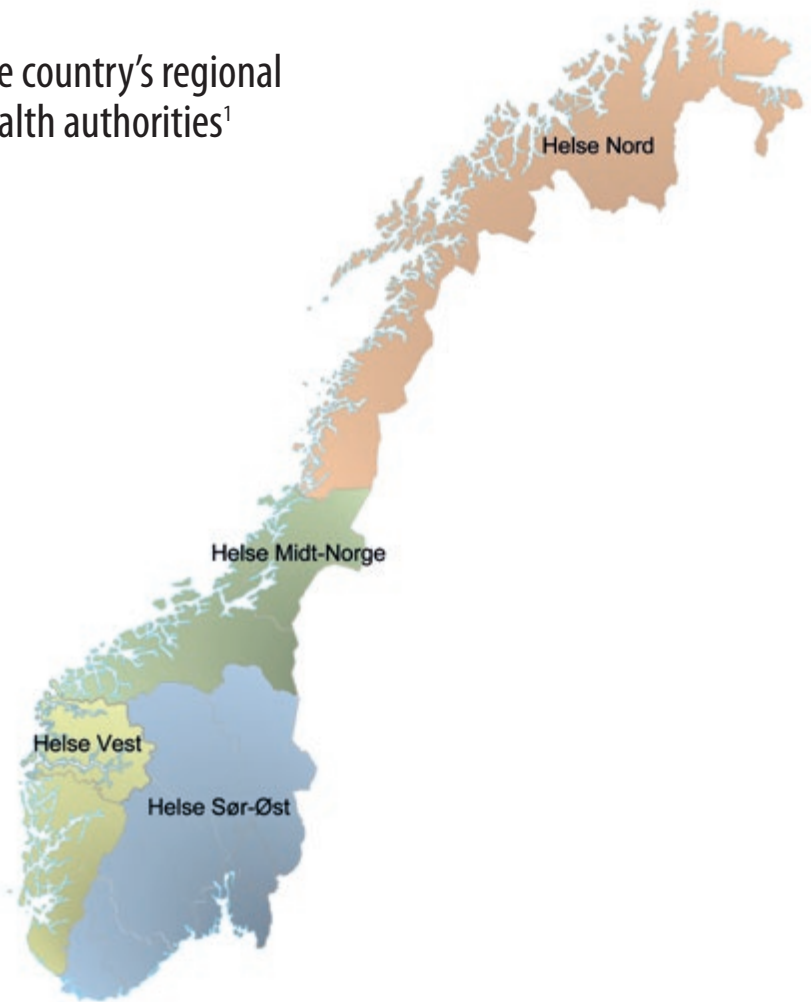 e country's regional
alth authorities¹
Helse Nord
Helse Midt-Norge
Helse Vest
Helse Sør-Øst